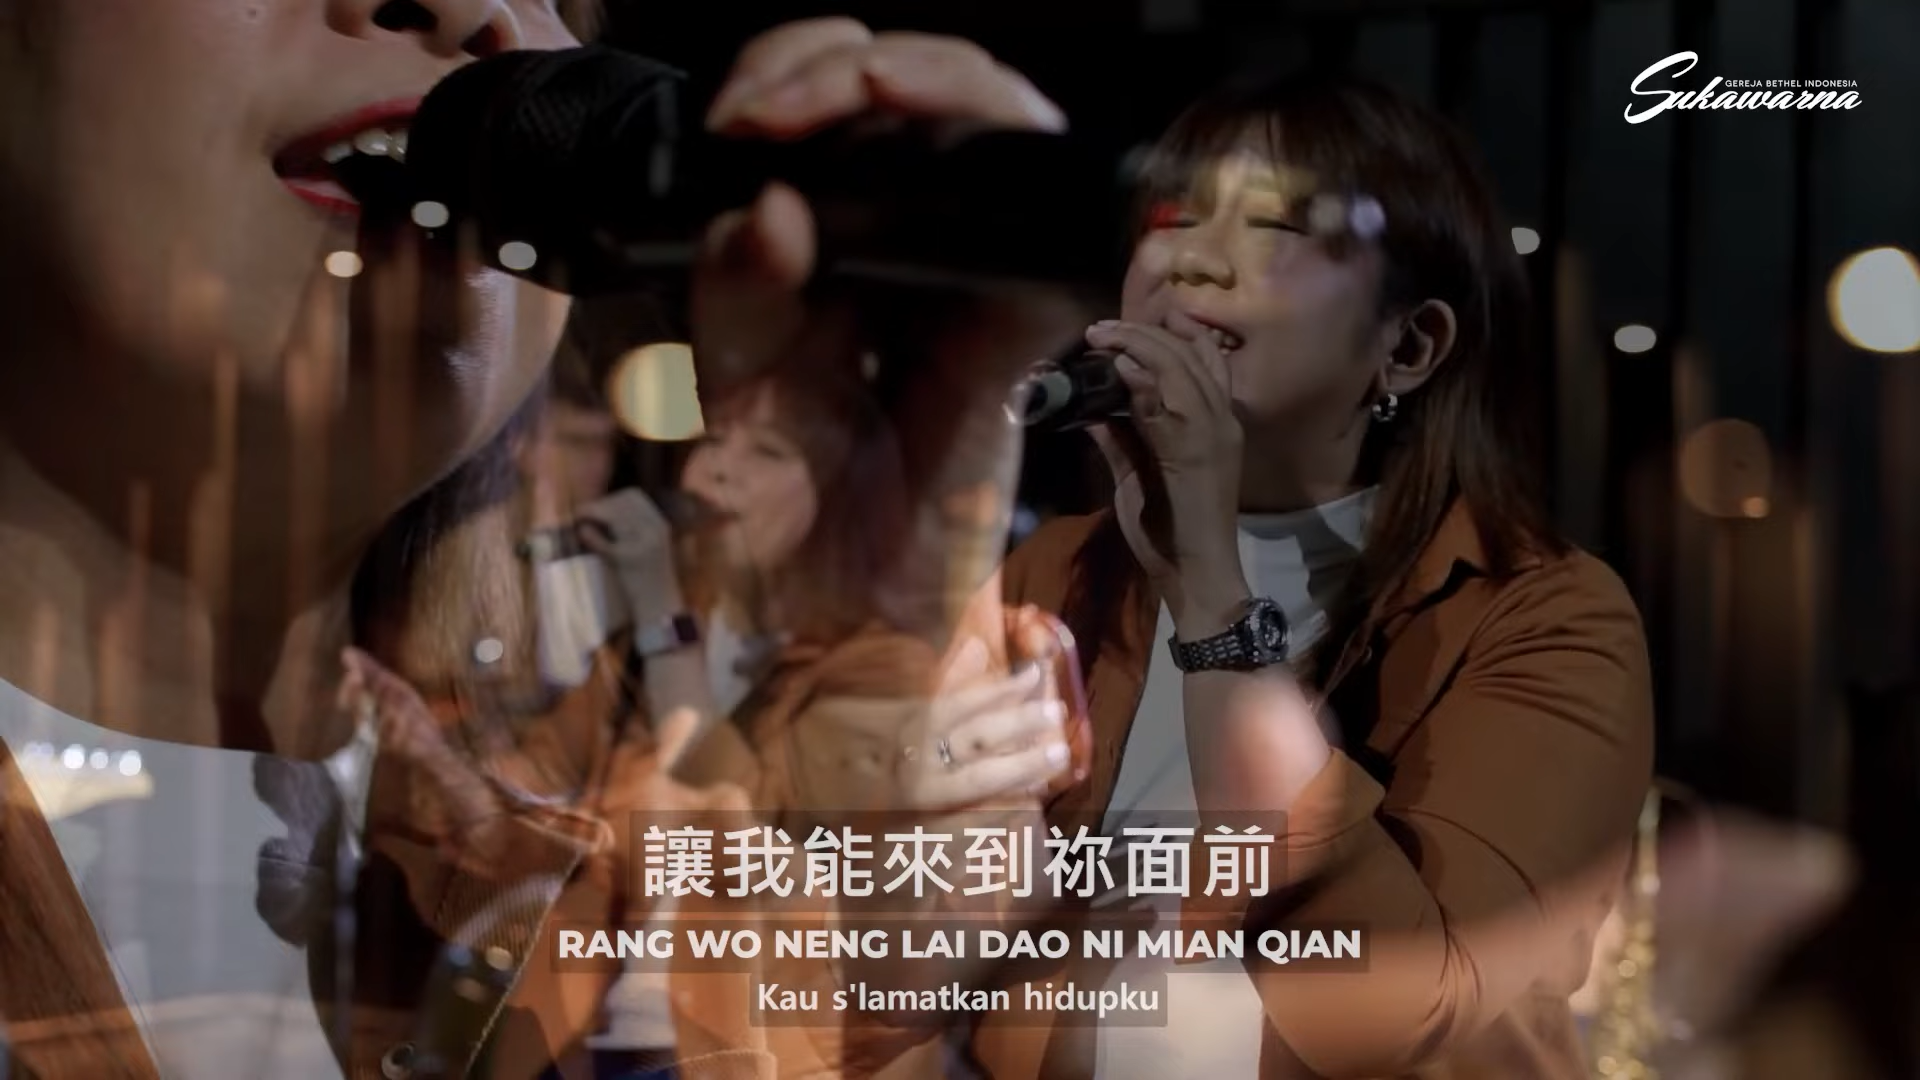 GEREJA BETHEL INDONESIA
Sukawarna
讓我能來到祢面前
RANG WO NENG LAI DAO NI MIAN QIAN
Kau s'lamatkan hidupku